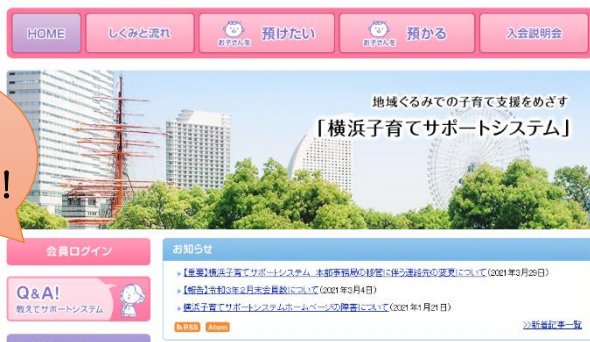 HOME
しくみと流れ
お子さんを 預けたい
お子さんを 預かる
入会説明会
地域ぐるみでの子育て支援をめざす
「横浜子育てサポートシステム」
!
会員ログイン
お知らせ
【重要】横浜子育てサポートシステム 本部事務局の移管に伴う連絡先の変更について(2021年3月29日)
【報告】令和3年2月末会員数について(2021年3月4日)
横浜子育てサポートシステムホームページの障害について(2021年1月21日)
Q&A!
教えてサポートシステム
RSS Atom
>>新着記事一覧